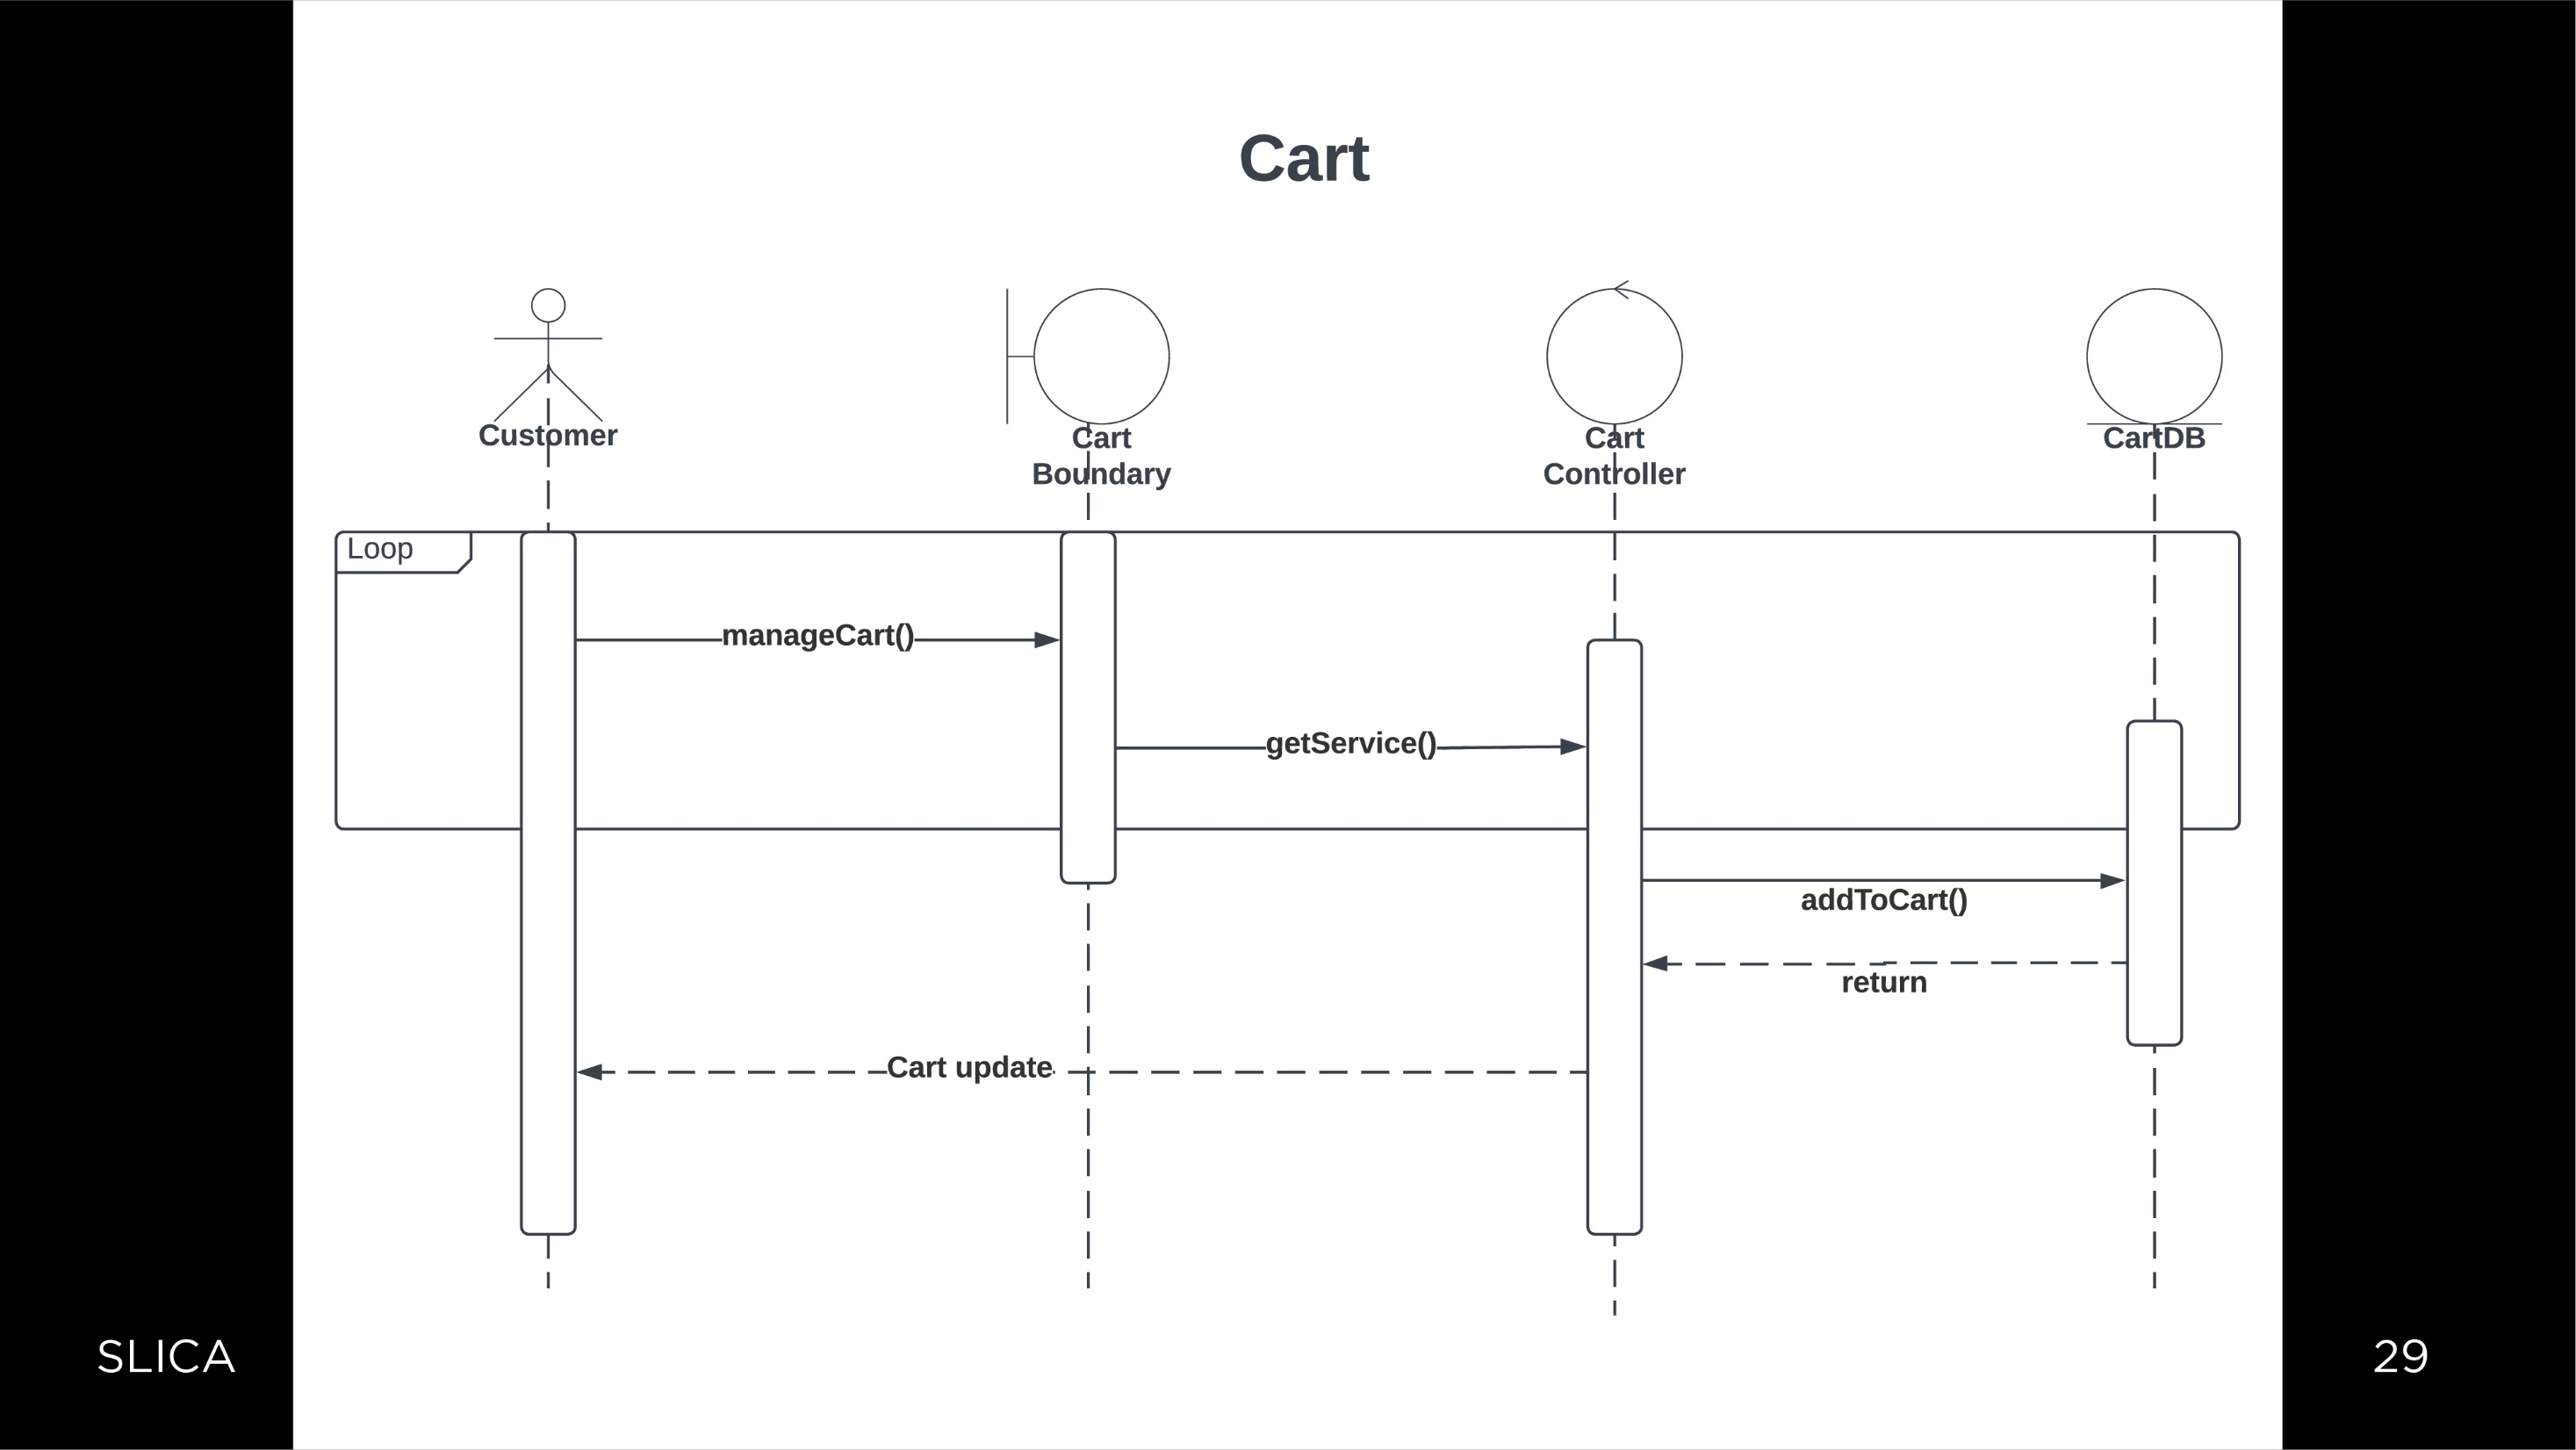 Cart
Customer
Cart
Boundary
Cart
Controller
CartDB
Loop
manageCart()
getService()
addToCart()
return
Cart update
SLICA
29